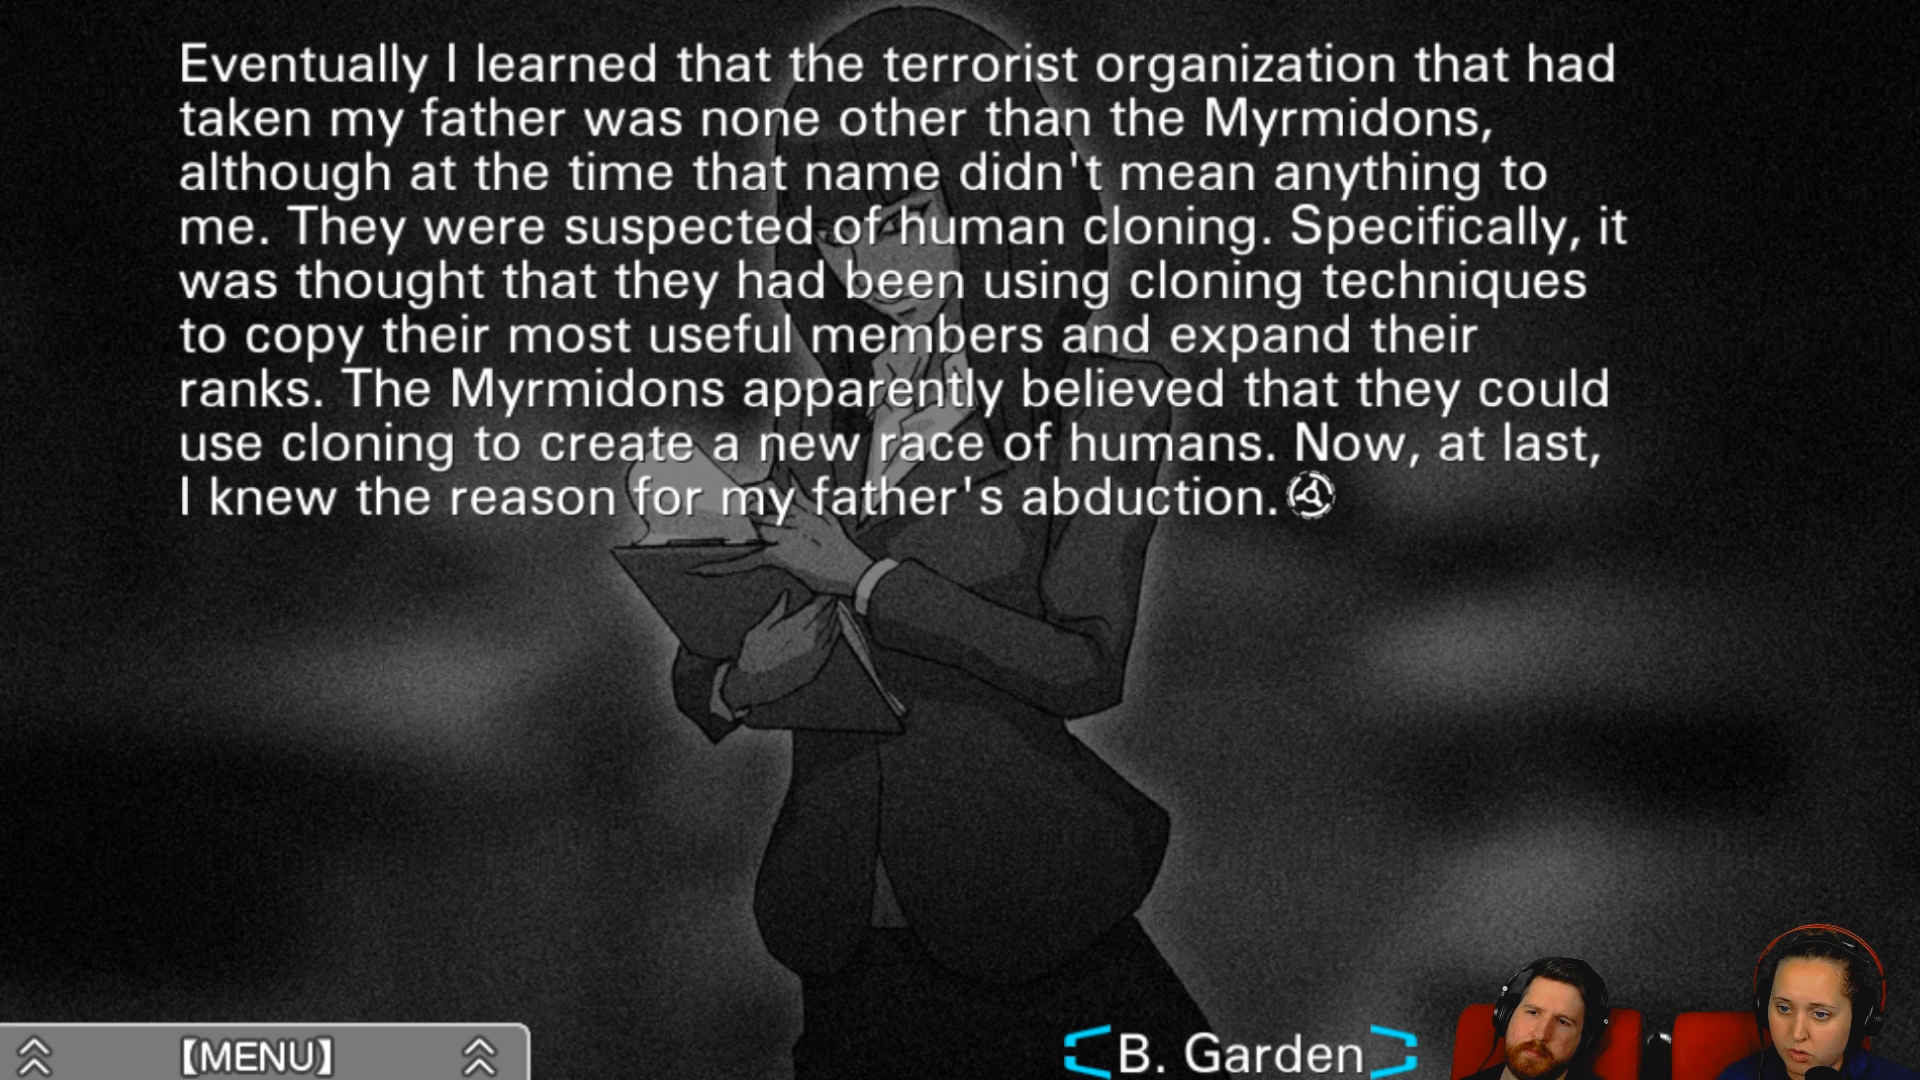 Eventually I learned that the terrorist organization that had
taken my father was none other than the Myrmidons,
although at the time that name didn't mean anything to
me. They were suspected of human cloning. Specifically, it
was thought that they had been using cloning techniques
to copy their most useful members and expand their
ranks. The Myrmidons apparently believed that they could
use cloning to create a new race of humans. Now, at last,
I knew the reason for my father's abduction.
【MENU】
B. Garden